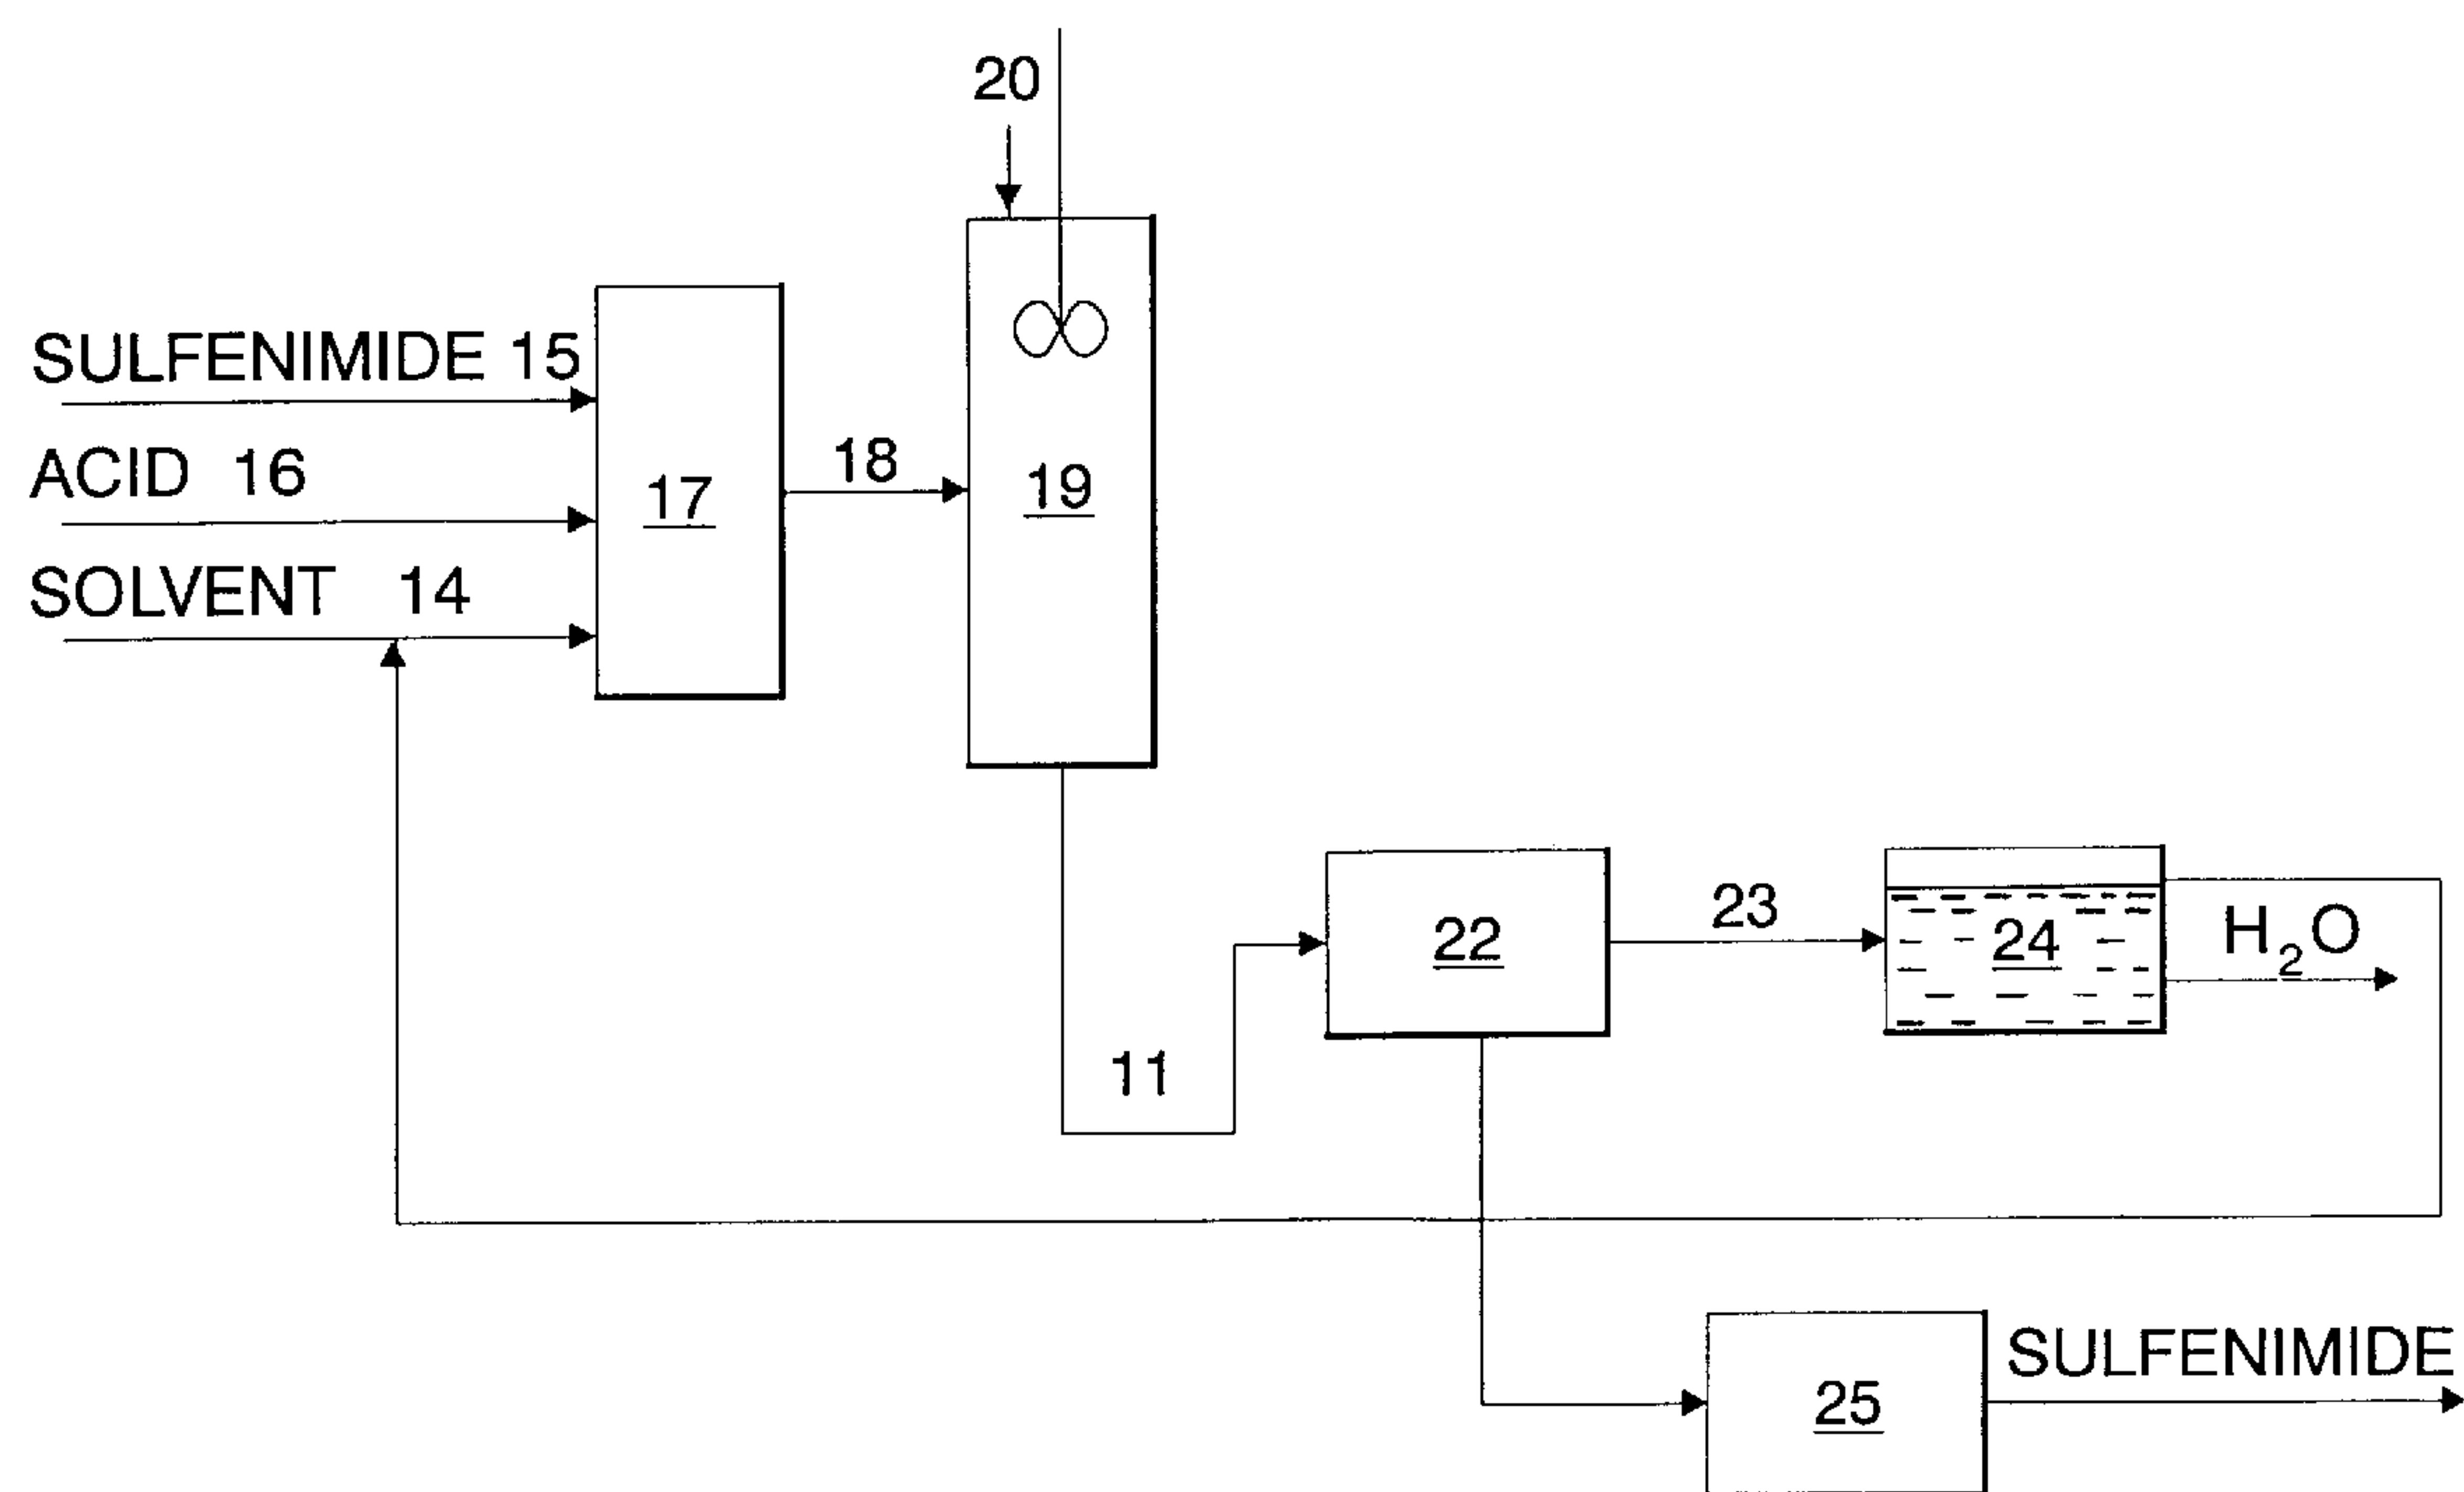 20
SULFENIMIDE 15
ACID 16
SOLVENT 14
17
18
19
22
23
24
H₂O
11
SULFENIMIDE
25